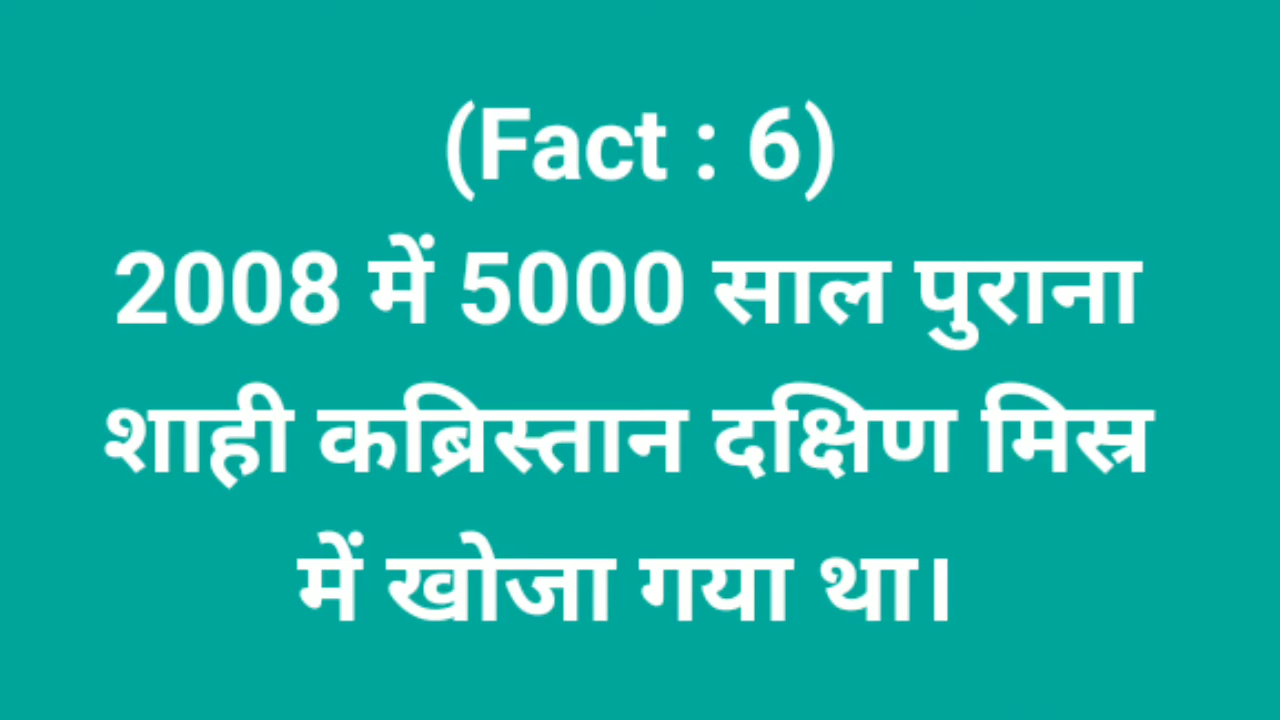 (Fact : 6)
2008 में 5000 साल पुराना
शाही कब्रिस्तान दक्षिण मिस्र
में खोजा गया था।